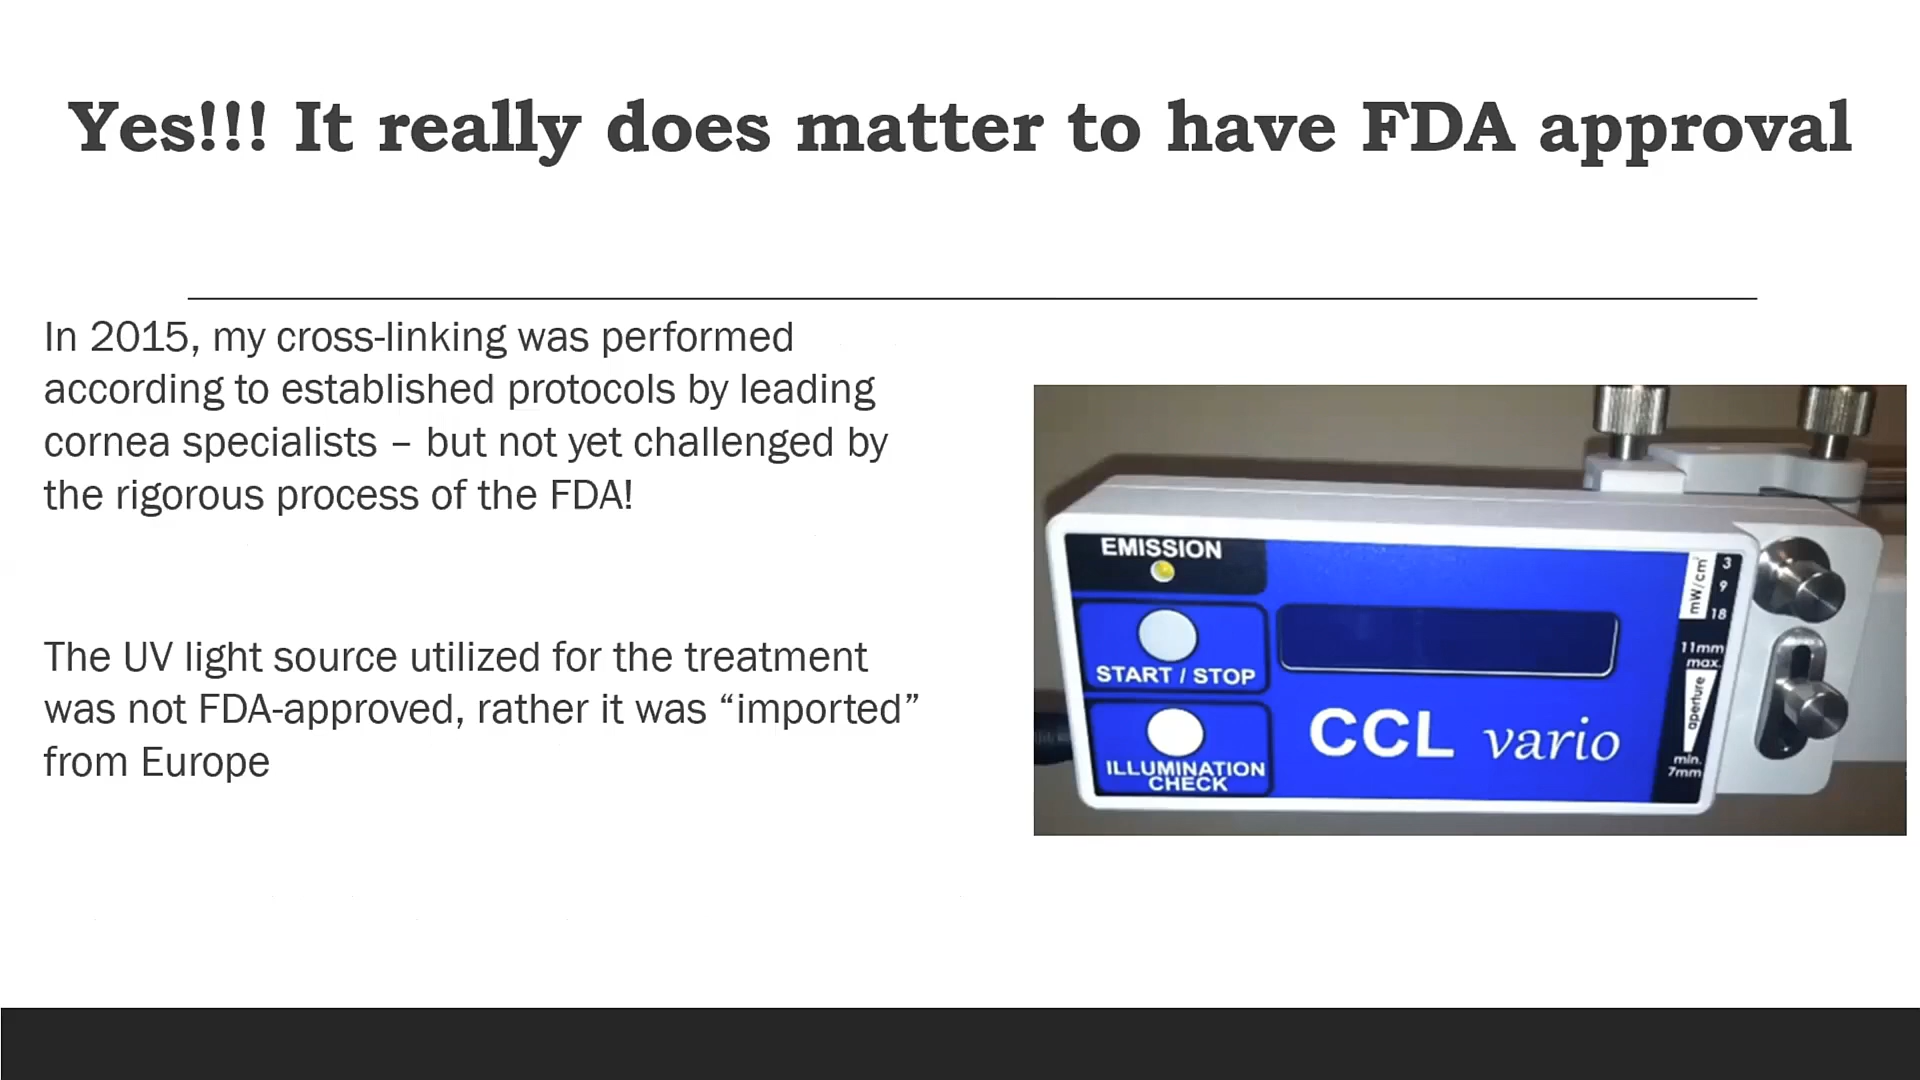 Yes!!! It really does matter to have FDA approval
In 2015, my cross-linking was performed
according to established protocols by leading
cornea specialists – but not yet challenged by
the rigorous process of the FDA!
The UV light source utilized for the treatment
was not FDA-approved, rather it was “imported”
from Europe
EMISSION
START / STOP
ILLUMINATION
CHECK
CCL vario
mW/cm²
3
9
18
11mm
max.
aperture
min.
7mm